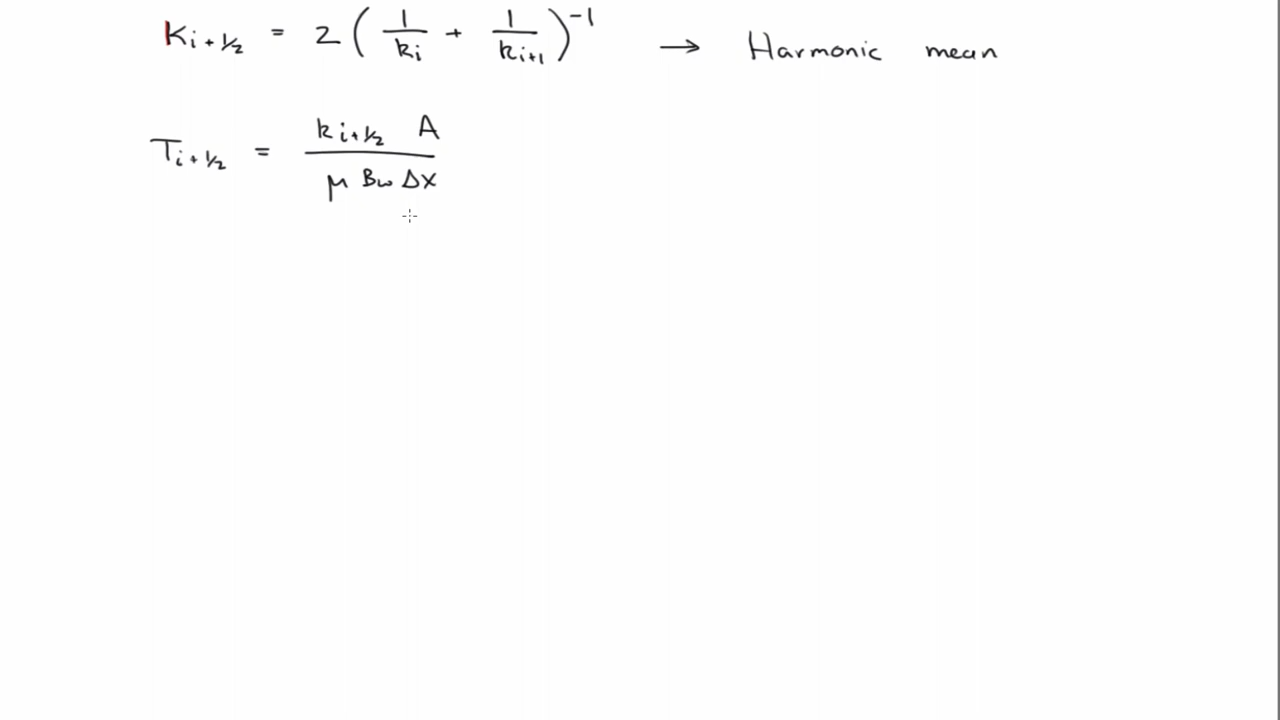 K_{i+1/2} = 2 ( 1/k_i + 1/k_{i+1} )^{-1} → Harmonic mean
T_{i+1/2} = k_{i+1/2} A / μ B_w Δx